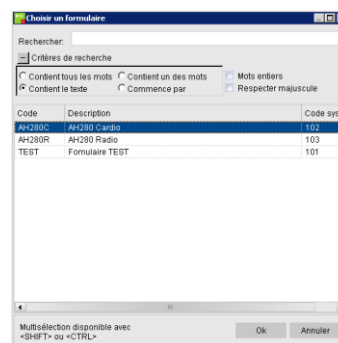 Choisir un formulaire
Rechercher:
Critères de recherche
Contient tous les mots Contient un des mots Mots entiers
Contient le texte Commence par Respecter majuscule
Code Description Code sys
AH280C AH280 Cardio 102
AH280R AH280 Radio 103
TEST Fomulaire TEST 101
Multisélection disponible avec
<SHIFT> ou <CTRL>
Ok Annuler